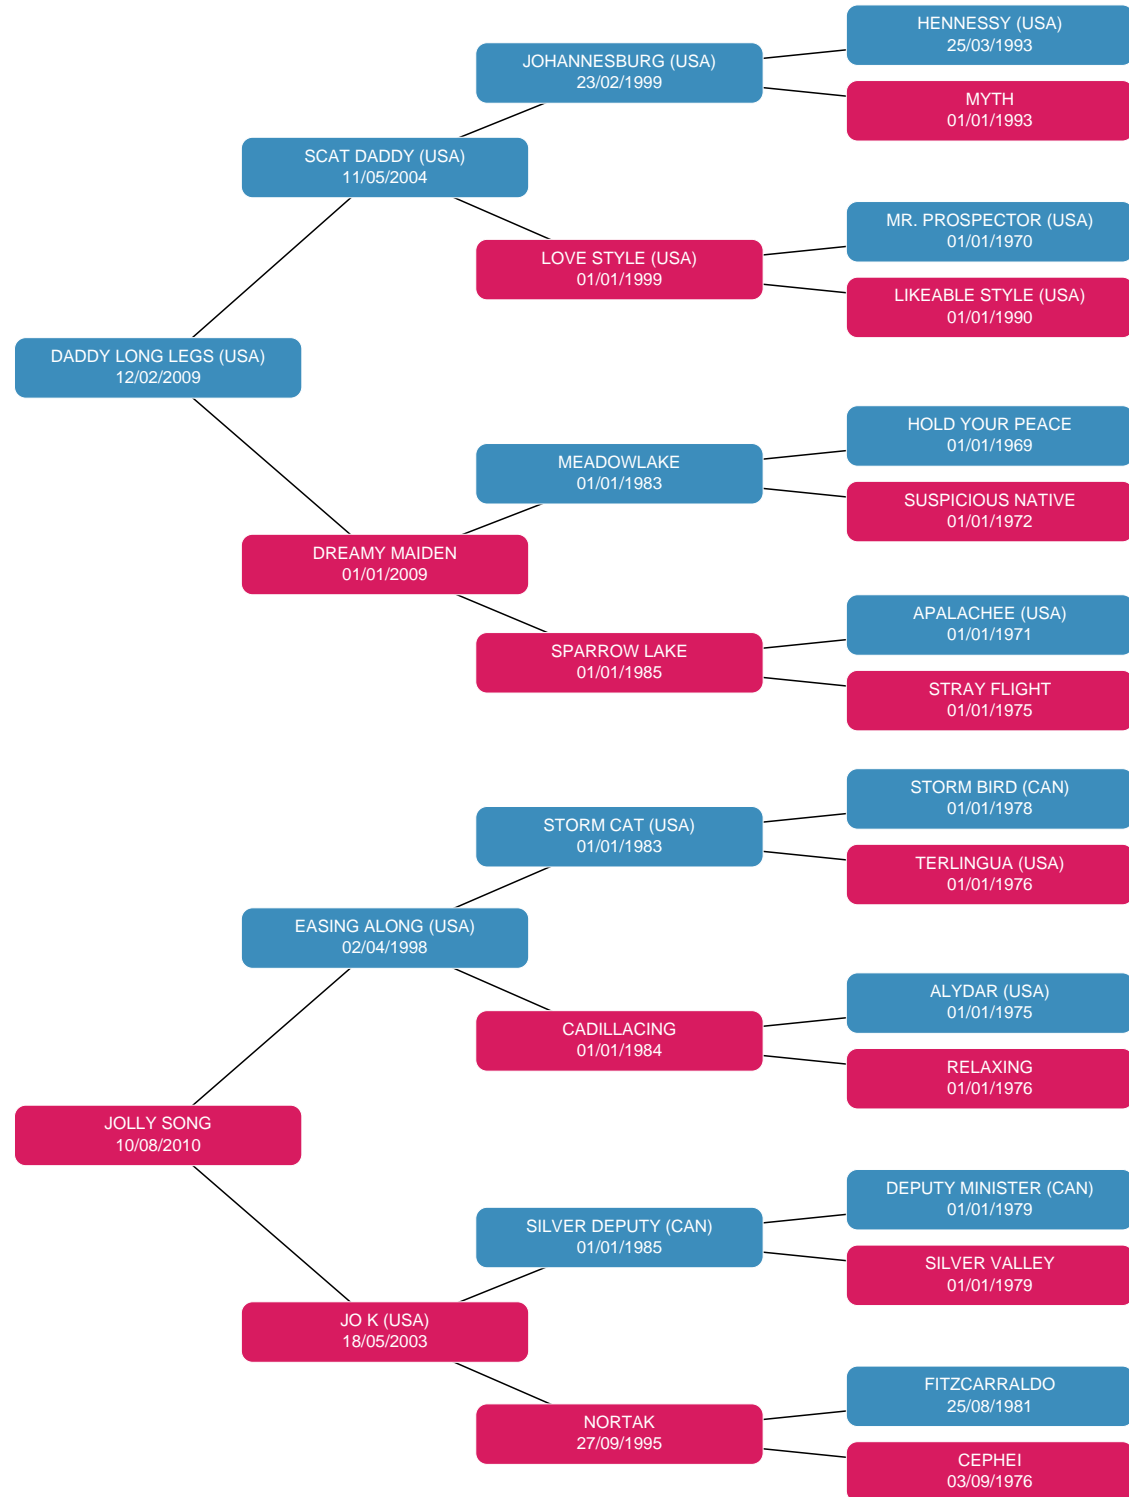 HENNESSY (USA)
25/03/1993
JOHANNESBURG (USA)
23/02/1999
MYTH
01/01/1993
SCAT DADDY (USA)
11/05/2004
MR. PROSPECTOR (USA)
01/01/1970
LOVE STYLE (USA)
01/01/1999
LIKEABLE STYLE (USA)
01/01/1990
DADDY LONG LEGS (USA)
12/02/2009
HOLD YOUR PEACE
01/01/1969
MEADOWLAKE
01/01/1983
SUSPICIOUS NATIVE
01/01/1972
DREAMY MAIDEN
01/01/2009
APALACHEE (USA)
01/01/1971
SPARROW LAKE
01/01/1985
STRAY FLIGHT
01/01/1975
STORM BIRD (CAN)
01/01/1978
STORM CAT (USA)
01/01/1983
TERLINGUA (USA)
01/01/1976
EASING ALONG (USA)
02/04/1998
ALYDAR (USA)
01/01/1975
CADILLACING
01/01/1984
RELAXING
01/01/1976
JOLLY SONG
10/08/2010
DEPUTY MINISTER (CAN)
01/01/1979
SILVER DEPUTY (CAN)
01/01/1985
SILVER VALLEY
01/01/1979
JO K (USA)
18/05/2003
FITZCARRALDO
25/08/1981
NORTAK
27/09/1995
CEPHEI
03/09/1976